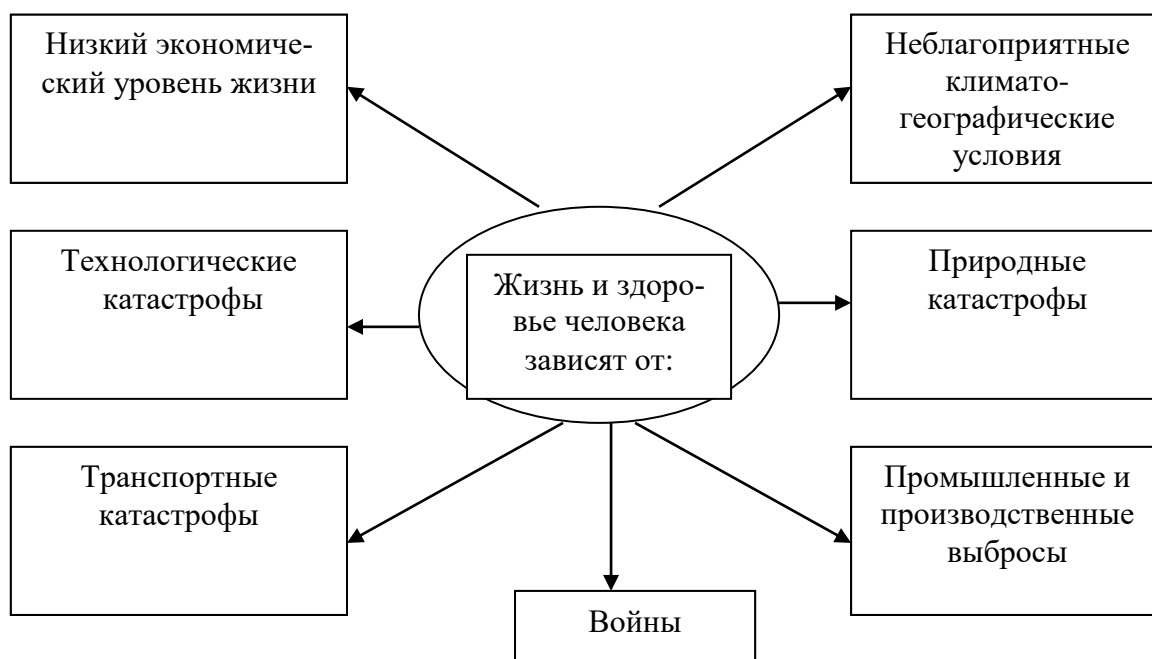 Низкий экономиче-
ский уровень жизни
Неблагоприятные
климато-
географические
условия
Технологические
катастрофы
Жизнь и здоро-
вье человека
зависят от:
Природные
катастрофы
Транспортные
катастрофы
Промышленные и
производственные
выбросы
Войны